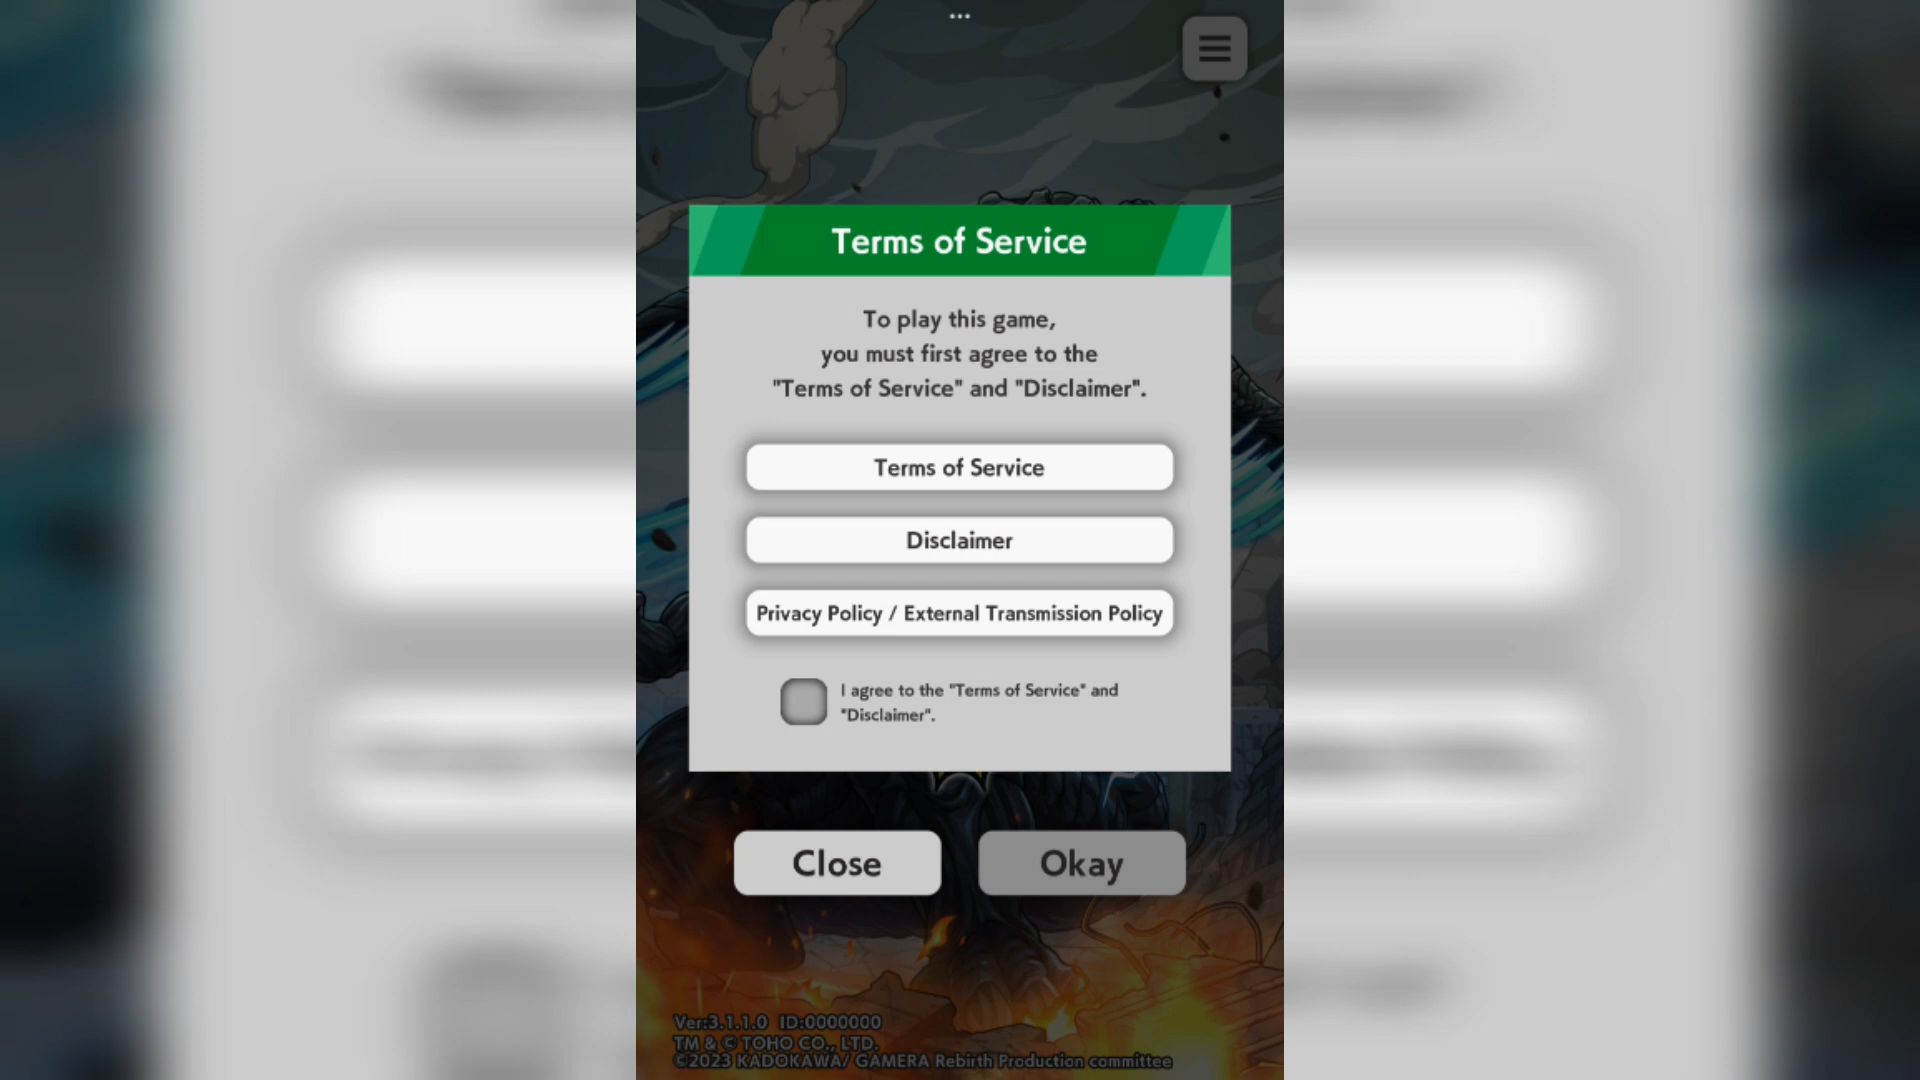 Terms of Service
To play this game,
you must first agree to the
"Terms of Service" and "Disclaimer".
Terms of Service
Disclaimer
Privacy Policy / External Transmission Policy
I agree to the "Terms of Service" and
"Disclaimer".
Close
Okay
Ver:3.1.1.0 ID:0000000
TM & © TOHO CO., LTD.
©2023 KADOKAWA/ GAMERA Rebirth Production committee